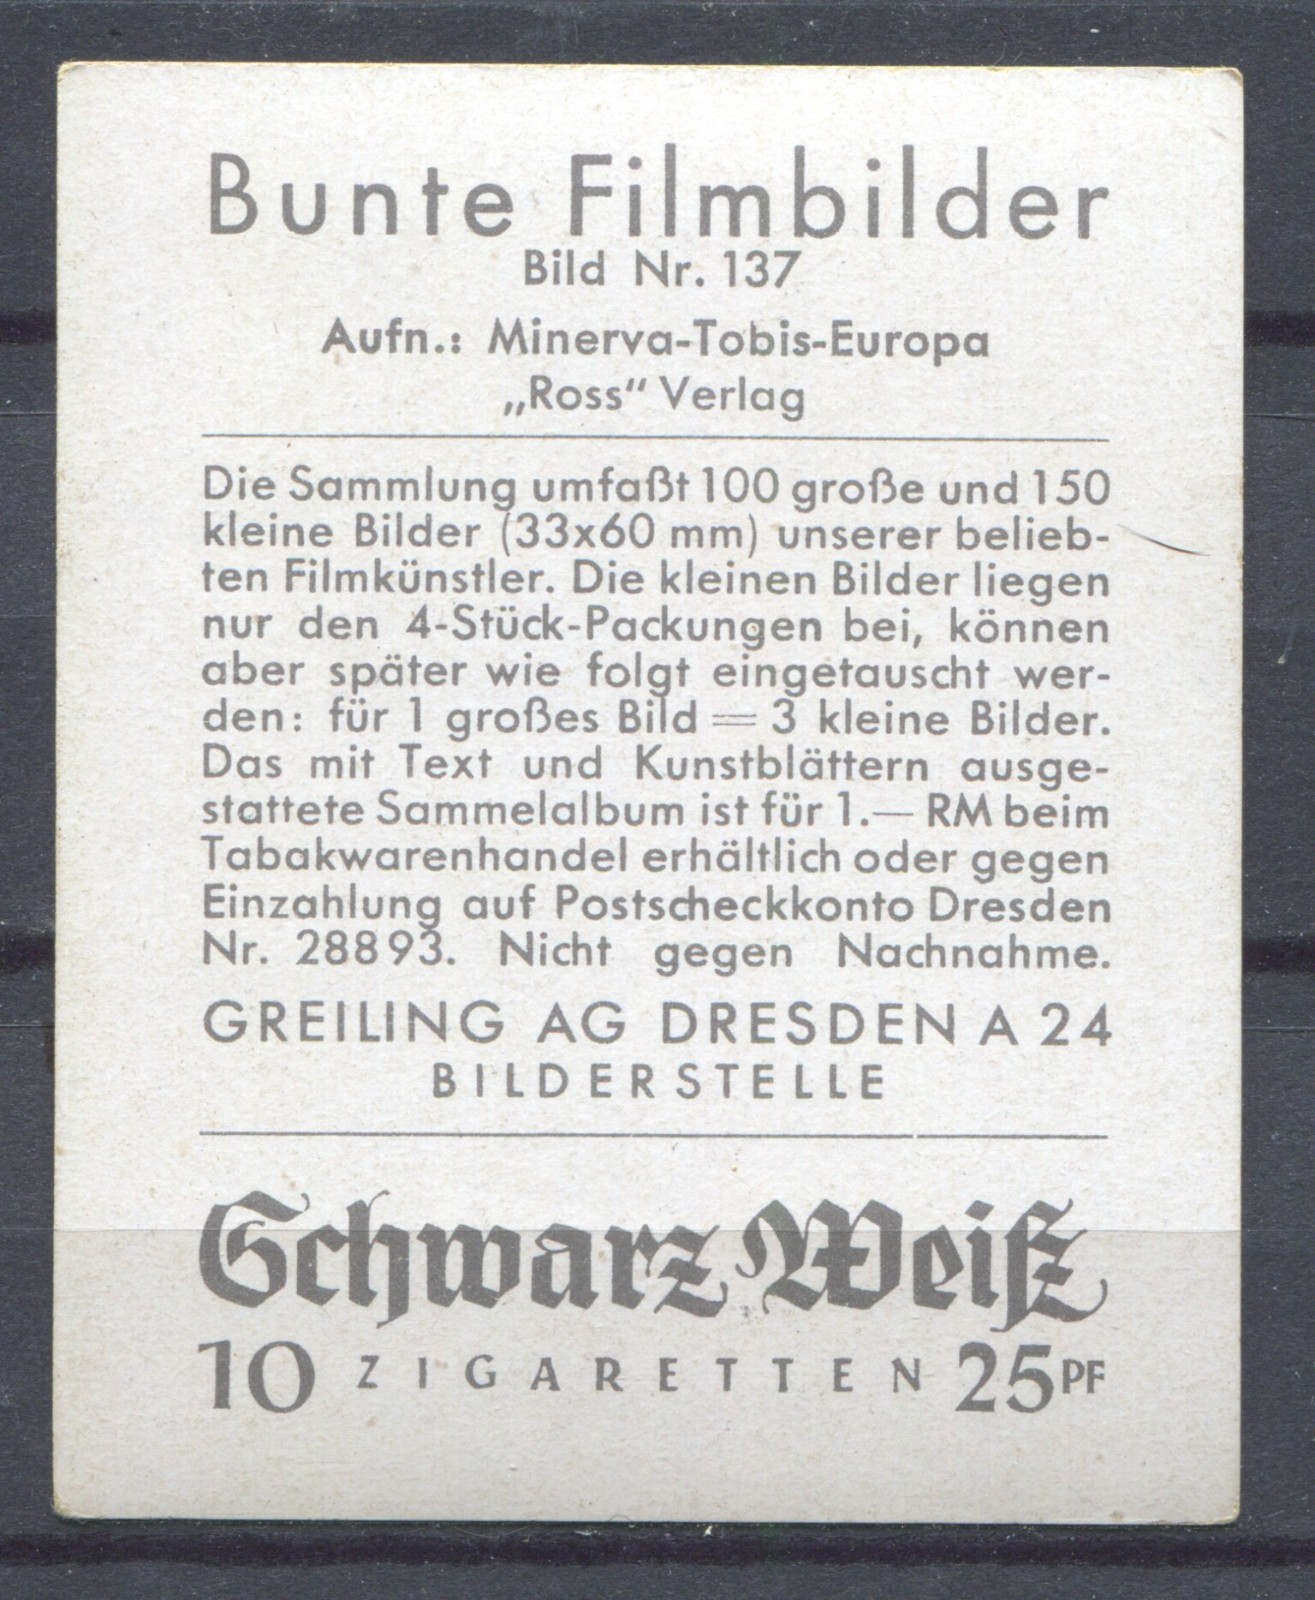 Bunte Filmbilder
Bild Nr. 137
Aufn.: Minerva-Tobis-Europa
„Ross“ Verlag
Die Sammlung umfaßt 100 große und 150
kleine Bilder (33x60 mm) unserer belieb-
ten Filmkünstler. Die kleinen Bilder liegen
nur den 4-Stück-Packungen bei, können
aber später wie folgt eingetauscht wer-
den: für 1 großes Bild = 3 kleine Bilder.
Das mit Text und Kunstblättern ausge-
stattete Sammelalbum ist für 1.— RM beim
Tabakwarenhandel erhältlich oder gegen
Einzahlung auf Postscheckkonto Dresden
Nr. 28893. Nicht gegen Nachnahme.
GREILING AG DRESDEN A 24
BILDERSTELLE
Schwarz Weiß
10 ZIGARETTEN 25 PF